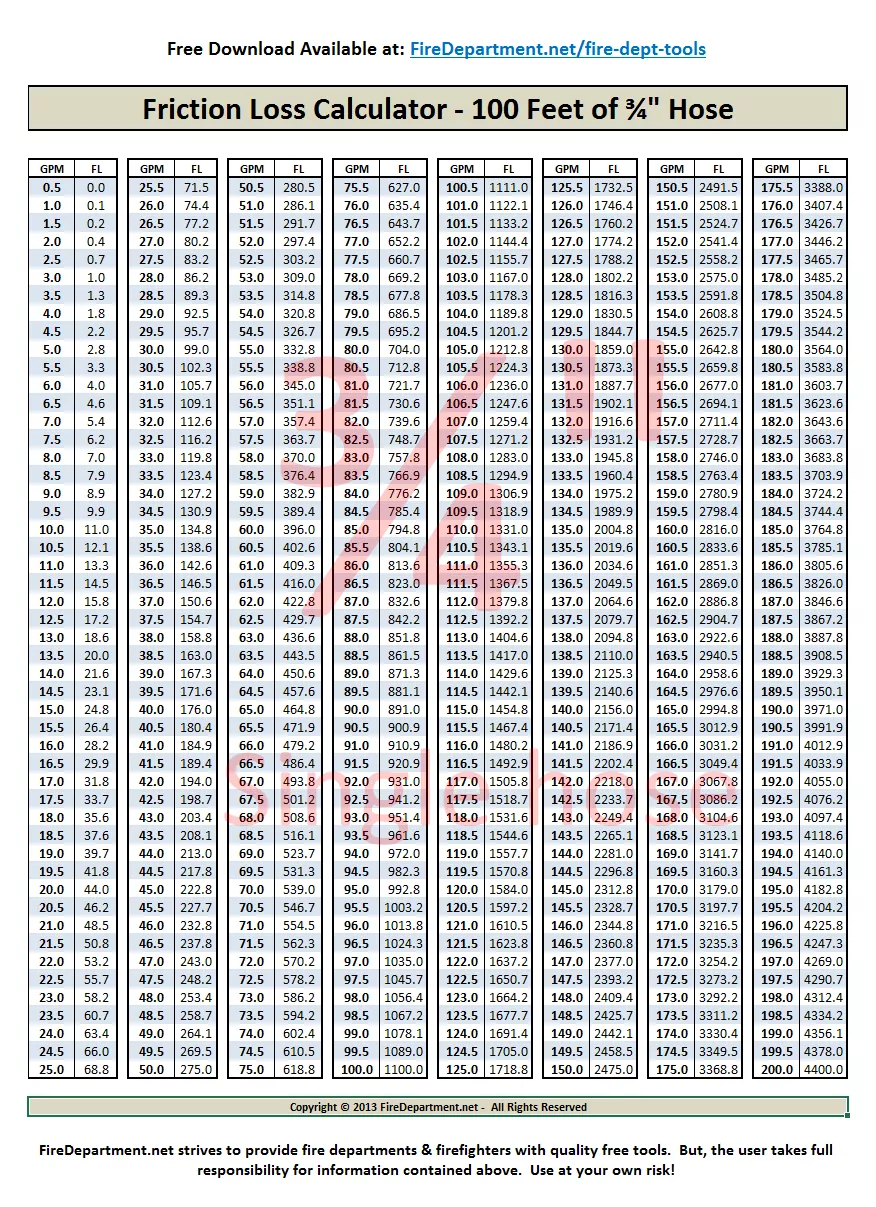 Free Download Available at: FireDepartment.net/fire-dept-tools
Friction Loss Calculator - 100 Feet of ¾" Hose
GPM FL GPM FL GPM FL GPM FL GPM FL GPM FL GPM FL GPM FL
0.5 0.0 25.5 71.5 50.5 280.5 75.5 627.0 100.5 1111.0 125.5 1732.5 150.5 2491.5 175.5 3388.0
1.0 0.1 26.0 74.4 51.0 286.1 76.0 635.4 101.0 1122.1 126.0 1746.4 151.0 2508.1 176.0 3407.4
1.5 0.2 26.5 77.2 51.5 291.7 76.5 643.7 101.5 1133.2 126.5 1760.2 151.5 2524.7 176.5 3426.7
2.0 0.4 27.0 80.2 52.0 297.4 77.0 652.2 102.0 1144.4 127.0 1774.2 152.0 2541.4 177.0 3446.2
2.5 0.7 27.5 83.2 52.5 303.2 77.5 660.7 102.5 1155.7 127.5 1788.2 152.5 2558.2 177.5 3465.7
3.0 1.0 28.0 86.2 53.0 309.0 78.0 669.2 103.0 1167.0 128.0 1802.2 153.0 2575.0 178.0 3485.2
3.5 1.3 28.5 89.3 53.5 314.8 78.5 677.8 103.5 1178.3 128.5 1816.3 153.5 2591.8 178.5 3504.8
4.0 1.8 29.0 92.5 54.0 320.8 79.0 686.5 104.0 1189.8 129.0 1830.5 154.0 2608.8 179.0 3524.5
4.5 2.2 29.5 95.7 54.5 326.7 79.5 695.2 104.5 1201.2 129.5 1844.7 154.5 2625.7 179.5 3544.2
5.0 2.8 30.0 99.0 55.0 332.8 80.0 704.0 105.0 1212.8 130.0 1859.0 155.0 2642.8 180.0 3564.0
5.5 3.3 30.5 102.3 55.5 338.8 80.5 712.8 105.5 1224.3 130.5 1873.3 155.5 2659.8 180.5 3583.8
6.0 4.0 31.0 105.7 56.0 345.0 81.0 721.7 106.0 1236.0 131.0 1887.7 156.0 2677.0 181.0 3603.7
6.5 4.6 31.5 109.1 56.5 351.1 81.5 730.6 106.5 1247.6 131.5 1902.1 156.5 2694.1 181.5 3623.6
7.0 5.4 32.0 112.6 57.0 357.4 82.0 739.6 107.0 1259.4 132.0 1916.6 157.0 2711.4 182.0 3643.6
7.5 6.2 32.5 116.2 57.5 363.7 82.5 748.7 107.5 1271.2 132.5 1931.2 157.5 2728.7 182.5 3663.7
8.0 7.0 33.0 119.8 58.0 370.0 83.0 757.8 108.0 1283.0 133.0 1945.8 158.0 2746.0 183.0 3683.8
8.5 7.9 33.5 123.4 58.5 376.4 83.5 766.9 108.5 1294.9 133.5 1960.4 158.5 2763.4 183.5 3703.9
9.0 8.9 34.0 127.2 59.0 382.9 84.0 776.2 109.0 1306.9 134.0 1975.2 159.0 2780.9 184.0 3724.2
9.5 9.9 34.5 130.9 59.5 389.4 84.5 785.4 109.5 1318.9 134.5 1989.9 159.5 2798.4 184.5 3744.4
10.0 11.0 35.0 134.8 60.0 396.0 85.0 794.8 110.0 1331.0 135.0 2004.8 160.0 2816.0 185.0 3764.8
10.5 12.1 35.5 138.6 60.5 402.6 85.5 804.1 110.5 1343.1 135.5 2019.6 160.5 2833.6 185.5 3785.1
11.0 13.3 36.0 142.6 61.0 409.3 86.0 813.6 111.0 1355.3 136.0 2034.6 161.0 2851.3 186.0 3805.6
11.5 14.5 36.5 146.5 61.5 416.0 86.5 823.0 111.5 1367.5 136.5 2049.5 161.5 2869.0 186.5 3826.0
12.0 15.8 37.0 150.6 62.0 422.8 87.0 832.6 112.0 1379.8 137.0 2064.6 162.0 2886.8 187.0 3846.6
12.5 17.2 37.5 154.7 62.5 429.7 87.5 842.2 112.5 1392.2 137.5 2079.7 162.5 2904.7 187.5 3867.2
13.0 18.6 38.0 158.8 63.0 436.6 88.0 851.8 113.0 1404.6 138.0 2094.8 163.0 2922.6 188.0 3887.8
13.5 20.0 38.5 163.0 63.5 443.5 88.5 861.5 113.5 1417.0 138.5 2110.0 163.5 2940.5 188.5 3908.5
14.0 21.6 39.0 167.3 64.0 450.6 89.0 871.3 114.0 1429.6 139.0 2125.3 164.0 2958.6 189.0 3929.3
14.5 23.1 39.5 171.6 64.5 457.6 89.5 881.1 114.5 1442.1 139.5 2140.6 164.5 2976.6 189.5 3950.1
15.0 24.8 40.0 176.0 65.0 464.8 90.0 891.0 115.0 1454.8 140.0 2156.0 165.0 2994.8 190.0 3971.0
15.5 26.4 40.5 180.4 65.5 471.9 90.5 900.9 115.5 1467.4 140.5 2171.4 165.5 3012.9 190.5 3991.9
16.0 28.2 41.0 184.9 66.0 479.2 91.0 910.9 116.0 1480.2 141.0 2186.9 166.0 3031.2 191.0 4012.9
16.5 29.9 41.5 189.4 66.5 486.4 91.5 920.9 116.5 1492.9 141.5 2202.4 166.5 3049.4 191.5 4033.9
17.0 31.8 42.0 194.0 67.0 493.8 92.0 931.0 117.0 1505.8 142.0 2218.0 167.0 3067.8 192.0 4055.0
17.5 33.7 42.5 198.7 67.5 501.2 92.5 941.2 117.5 1518.7 142.5 2233.7 167.5 3086.2 192.5 4076.2
18.0 35.6 43.0 203.4 68.0 508.6 93.0 951.4 118.0 1531.6 143.0 2249.4 168.0 3104.6 193.0 4097.4
18.5 37.6 43.5 208.1 68.5 516.1 93.5 961.6 118.5 1544.6 143.5 2265.1 168.5 3123.1 193.5 4118.6
19.0 39.7 44.0 213.0 69.0 523.7 94.0 972.0 119.0 1557.7 144.0 2281.0 169.0 3141.7 194.0 4140.0
19.5 41.8 44.5 217.8 69.5 531.3 94.5 982.3 119.5 1570.8 144.5 2296.8 169.5 3160.3 194.5 4161.3
20.0 44.0 45.0 222.8 70.0 539.0 95.0 992.8 120.0 1584.0 145.0 2312.8 170.0 3179.0 195.0 4182.8
20.5 46.2 45.5 227.7 70.5 546.7 95.5 1003.2 120.5 1597.2 145.5 2328.7 170.5 3197.7 195.5 4204.2
21.0 48.5 46.0 232.8 71.0 554.5 96.0 1013.8 121.0 1610.5 146.0 2344.8 171.0 3216.5 196.0 4225.8
21.5 50.8 46.5 237.8 71.5 562.3 96.5 1024.3 121.5 1623.8 146.5 2360.8 171.5 3235.3 196.5 4247.3
22.0 53.2 47.0 243.0 72.0 570.2 97.0 1035.0 122.0 1637.2 147.0 2377.0 172.0 3254.2 197.0 4269.0
22.5 55.7 47.5 248.2 72.5 578.2 97.5 1045.7 122.5 1650.7 147.5 2393.2 172.5 3273.2 197.5 4290.7
23.0 58.2 48.0 253.4 73.0 586.2 98.0 1056.4 123.0 1664.2 148.0 2409.4 173.0 3292.2 198.0 4312.4
23.5 60.7 48.5 258.7 73.5 594.2 98.5 1067.2 123.5 1677.7 148.5 2425.7 173.5 3311.2 198.5 4334.2
24.0 63.4 49.0 264.1 74.0 602.4 99.0 1078.1 124.0 1691.4 149.0 2442.1 174.0 3330.4 199.0 4356.1
24.5 66.0 49.5 269.5 74.5 610.5 99.5 1089.0 124.5 1705.0 149.5 2458.5 174.5 3349.5 199.5 4378.0
25.0 68.8 50.0 275.0 75.0 618.8 100.0 1100.0 125.0 1718.8 150.0 2475.0 175.0 3368.8 200.0 4400.0
¾"
Single hose
Copyright © 2013 FireDepartment.net - All Rights Reserved
FireDepartment.net strives to provide fire departments & firefighters with quality free tools. But, the user takes full
responsibility for information contained above. Use at your own risk!